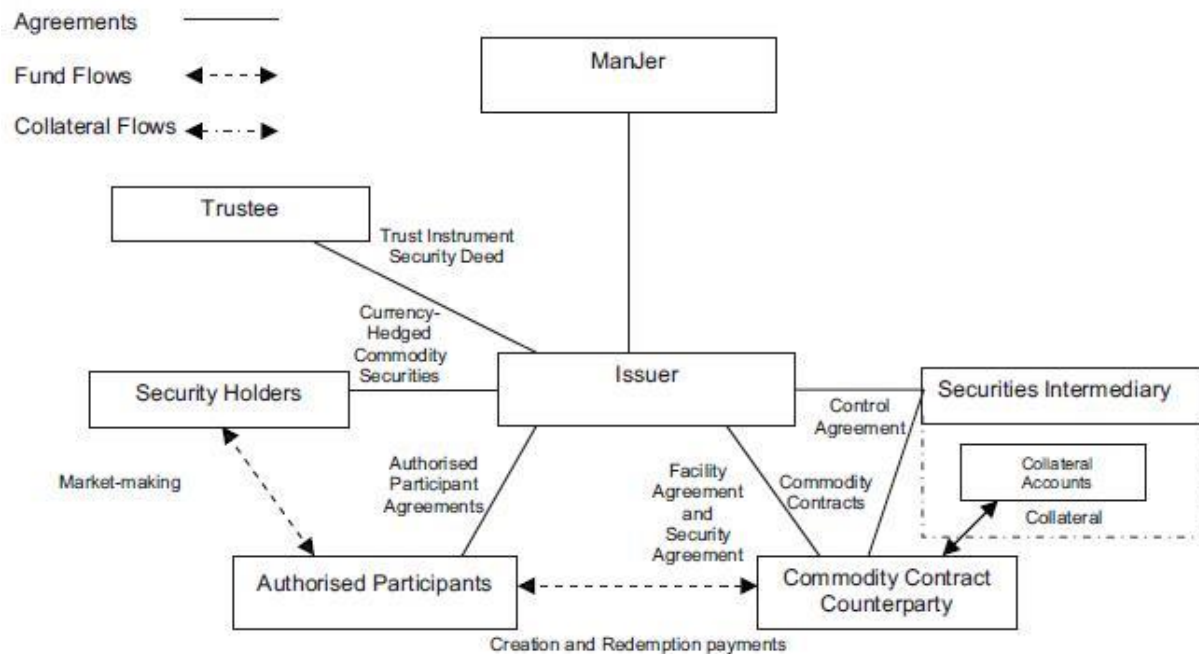 Agreements
Fund Flows
Collateral Flows
ManJer
Trustee
Trust Instrument
Security Deed
Currency-
Hedged
Commodity
Securities
Issuer
Security Holders
Securities Intermediary
Control
Agreement
Market-making
Authorised
Participant
Agreements
Facility
Agreement
and
Security
Agreement
Commodity
Contracts
Collateral
Accounts
Collateral
Authorised Participants
Commodity Contract
Counterparty
Creation and Redemption payments